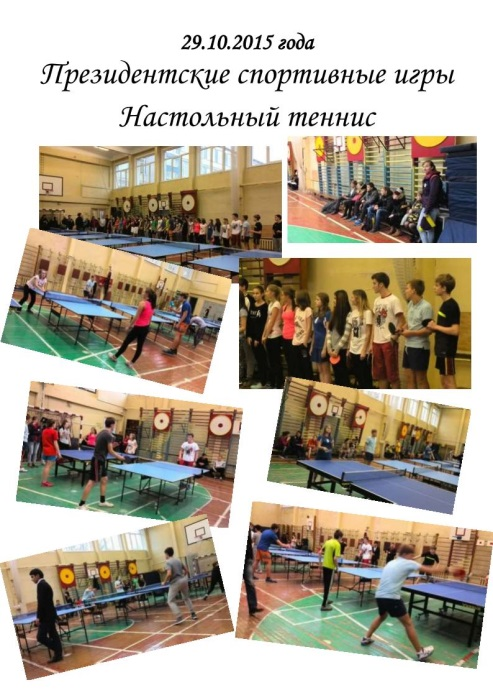 29.10.2015 года
Президентские спортивные игры
Настольный теннис